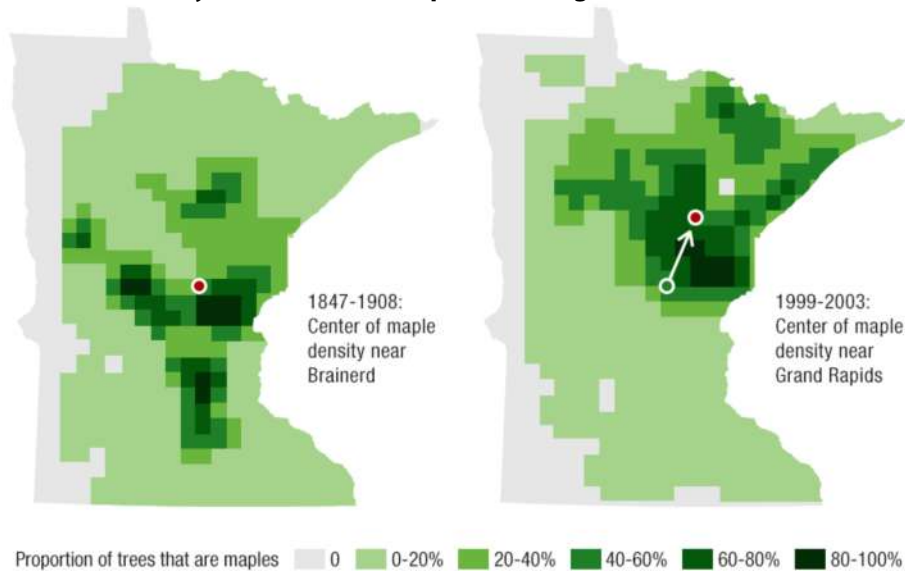 1847-1908:
Center of maple
density near
Brainerd
1999-2003:
Center of maple
density near
Grand Rapids
Proportion of trees that are maples 0 0-20% 20-40% 40-60% 60-80% 80-100%